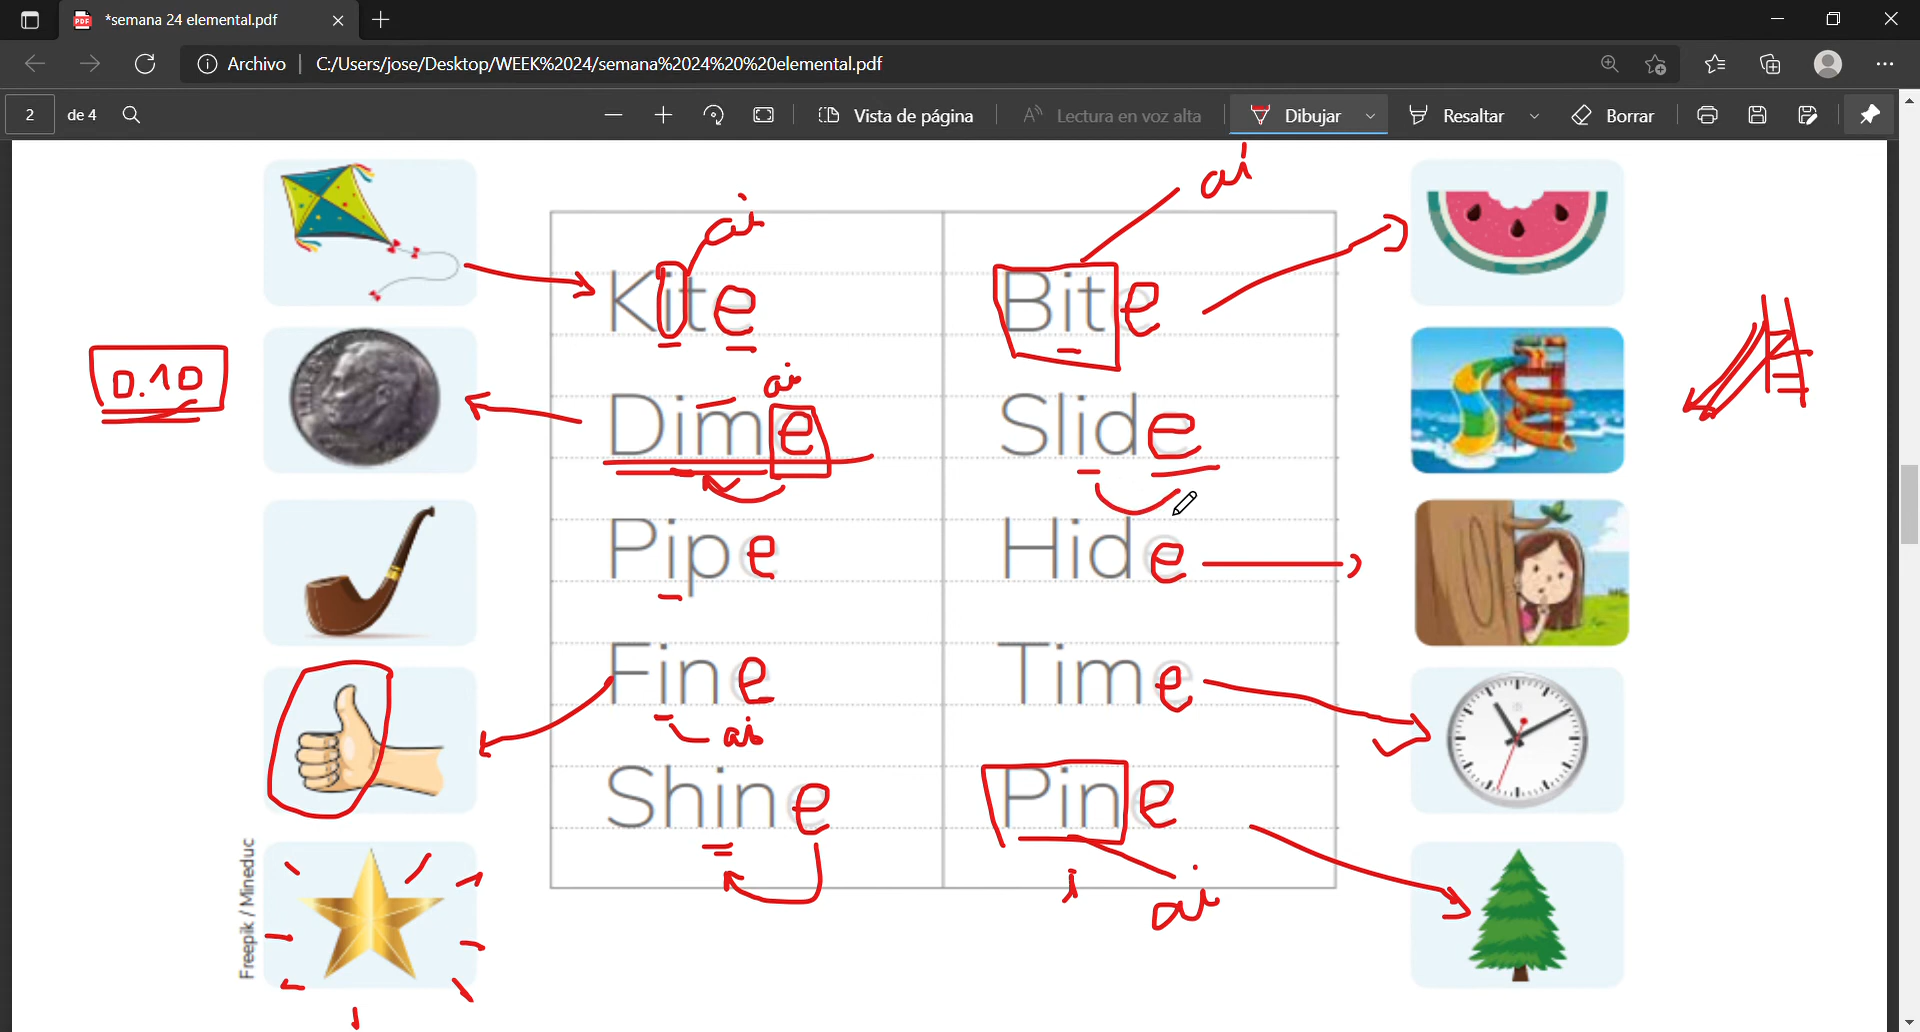 *semana 24 elemental.pdf
Archivo | C:/Users/jose/Desktop/WEEK%2024/semana%2024%20%20elemental.pdf
2 de 4
Vista de página
Lectura en voz alta
Dibujar
Resaltar
Borrar
ai
ai
Kite
Bite
0.10
ai
Dime
Slide
Pipe
Hide
Fine
Time
ai
Shine
Pine
i
ai
Freepik / Mineduc